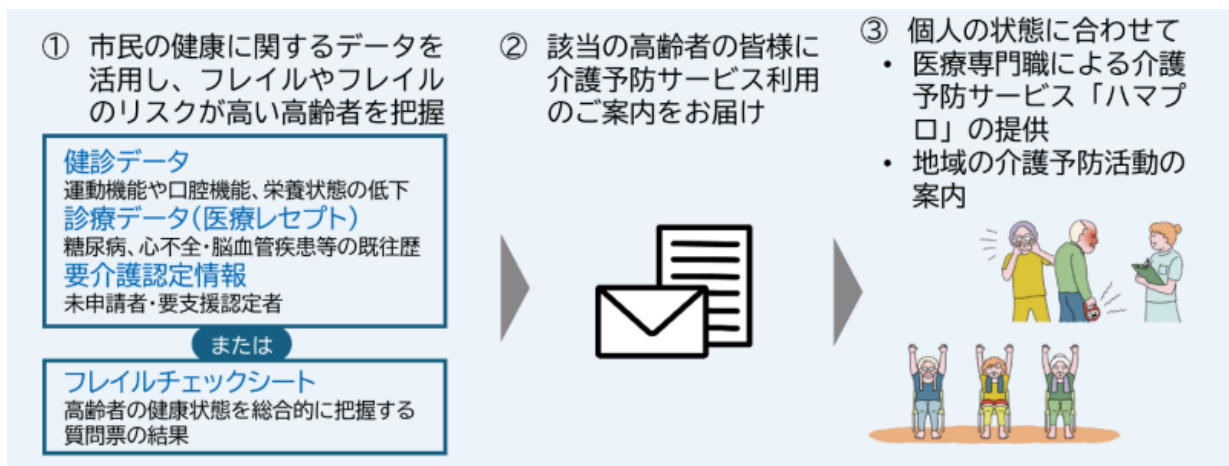 ① 市民の健康に関するデータを
活用し、フレイルやフレイル
のリスクが高い高齢者を把握
健診データ
運動機能や口腔機能、栄養状態の低下
診療データ(医療レセプト)
糖尿病、心不全・脳血管疾患等の既往歴
要介護認定情報
未申請者・要支援認定者
または
フレイルチェックシート
高齢者の健康状態を総合的に把握する
質問票の結果
② 該当の高齢者の皆様に
介護予防サービス利用
のご案内をお届け
③ 個人の状態に合わせて
• 医療専門職による介護
予防サービス「ハマプ
ロ」の提供
• 地域の介護予防活動の
案内